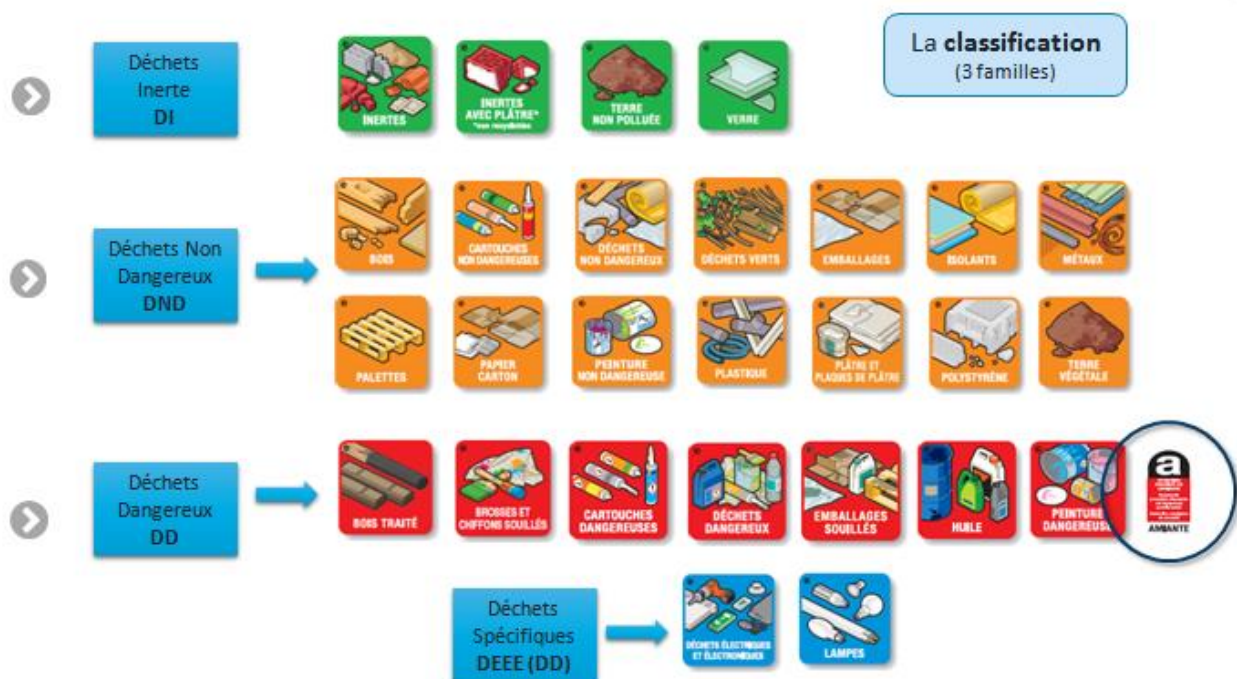 La classification
(3 familles)
Déchets
Inerte
DI
INERTES
INERTES
AVEC PLÂTRE*
*non recyclables
TERRE
NON POLLUÉE
VERRE
Déchets Non
Dangereux
DND
BOIS
CARTOUCHES
NON DANGEREUSES
DÉCHETS
NON DANGEREUX
DÉCHETS VERTS
EMBALLAGES
ISOLANTS
MÉTAUX
PALETTES
PAPIER
CARTON
PEINTURE
NON DANGEREUSE
PLASTIQUE
PLÂTRE ET
PLAQUES DE PLÂTRE
POLYSTYRÈNE
TERRE
VÉGÉTALE
Déchets
Dangereux
DD
BOIS TRAITÉ
BROSSES ET
CHIFFONS SOUILLÉS
CARTOUCHES
DANGEREUSES
DÉCHETS
DANGEREUX
EMBALLAGES
SOUILLÉS
HUILE
PEINTURE
DANGEREUSE
a
AMIANTE
Déchets
Spécifiques
DEEE (DD)
DÉCHETS ÉLECTRIQUES
ET ÉLECTRONIQUES
LAMPES